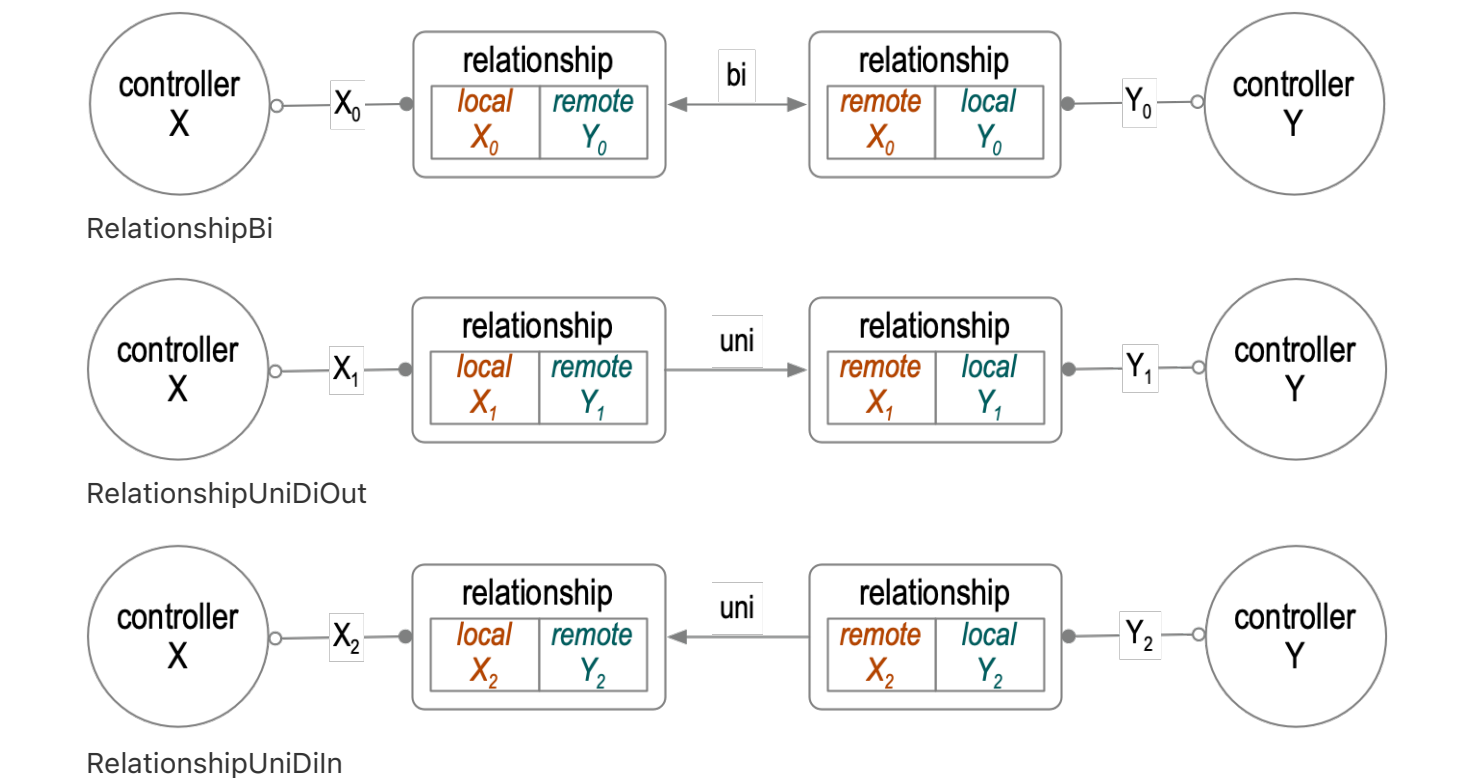 controller
X
X₀
relationship
local remote
X₀ Y₀
bi
relationship
remote local
X₀ Y₀
Y₀
controller
Y
RelationshipBi
controller
X
X₁
relationship
local remote
X₁ Y₁
uni
relationship
remote local
X₁ Y₁
Y₁
controller
Y
RelationshipUniDiOut
controller
X
X₂
relationship
local remote
X₂ Y₂
uni
relationship
remote local
X₂ Y₂
Y₂
controller
Y
RelationshipUniDiIn